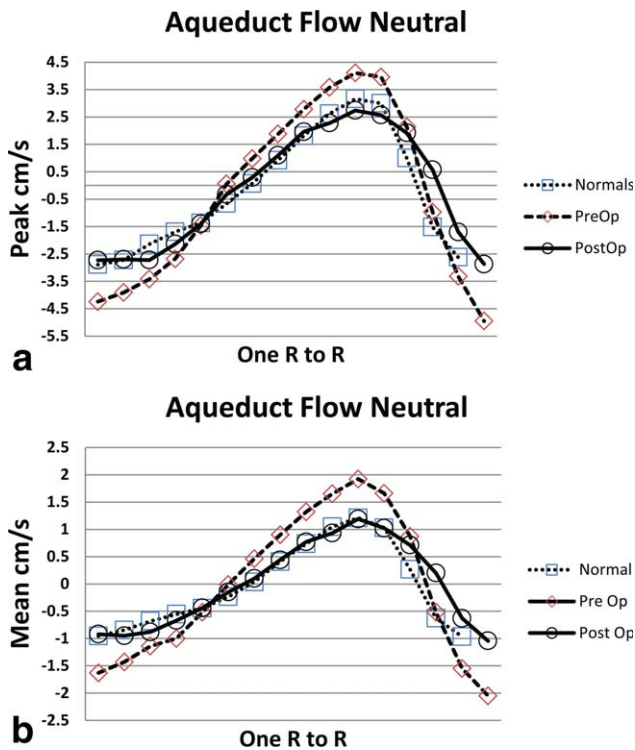 Aqueduct Flow Neutral
4.5
3.5
2.5
1.5
0.5
-0.5
-1.5
-2.5
-3.5
-4.5
-5.5
Peak cm/s
One R to R
Normals
PreOp
PostOp
a
Aqueduct Flow Neutral
2.5
2
1.5
1
0.5
0
-0.5
-1
-1.5
-2
-2.5
Mean cm/s
One R to R
Normal
Pre Op
Post Op
b